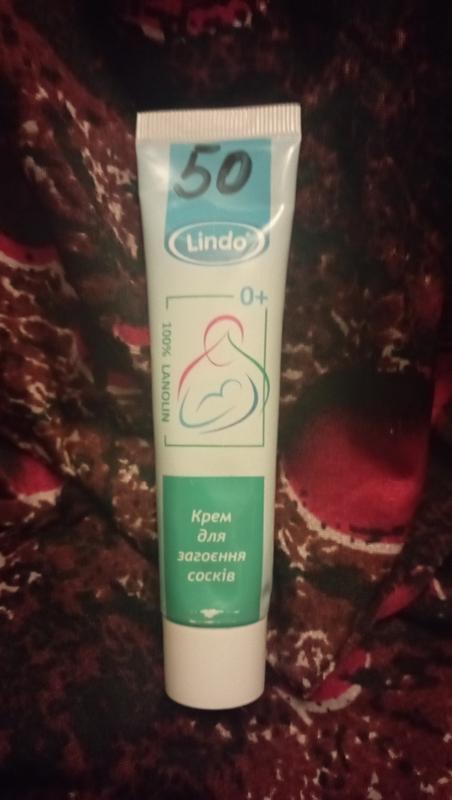 50
Lindo®
0+
100% LANOLIN
Крем
для
загоєння
сосків